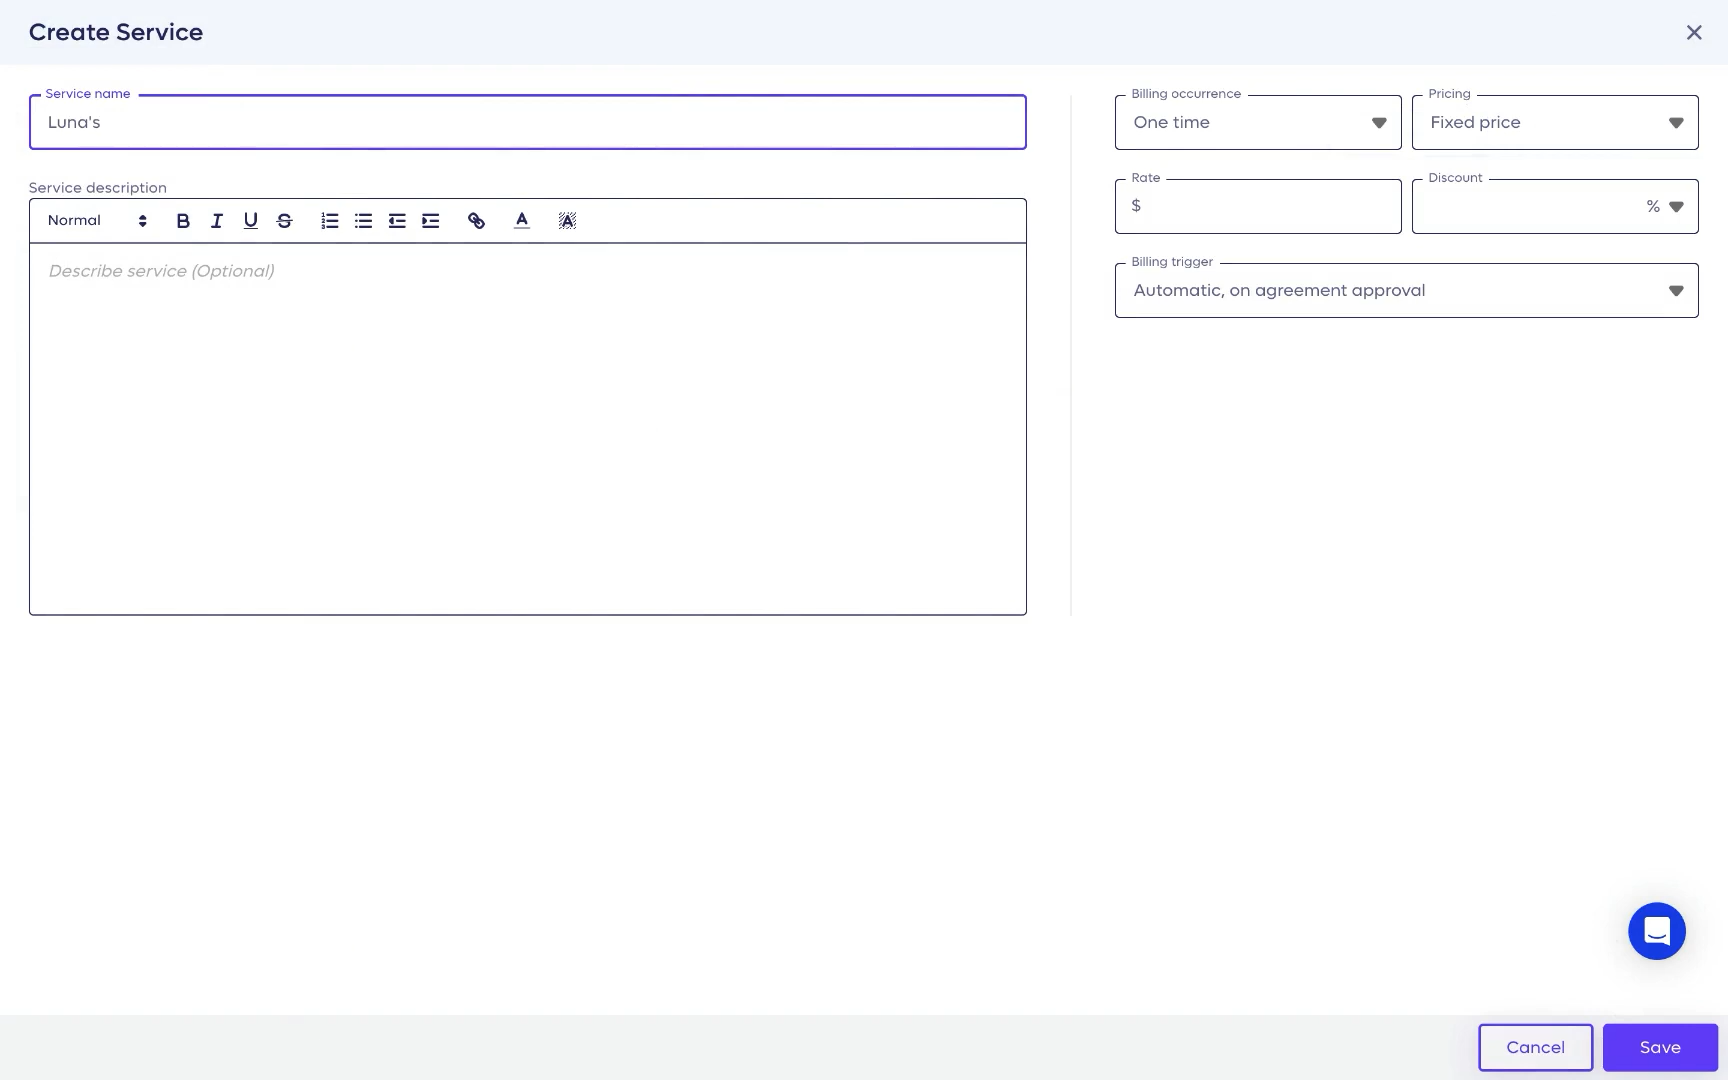 Create Service
Service name
Luna's
Service description
Normal
Describe service (Optional)
Billing occurrence
One time
Pricing
Fixed price
Rate
$
Discount
%
Billing trigger
Automatic, on agreement approval
Cancel
Save